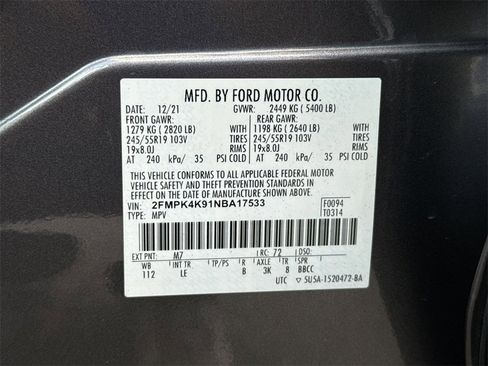 MFD. BY FORD MOTOR CO.
DATE: 12/21 GVWR: 2449 KG ( 5400 LB)
FRONT GAWR: REAR GAWR:
1279 KG ( 2820 LB) WITH 1198 KG ( 2640 LB) WITH
245/55R19 103V TIRES 245/55R19 103V TIRES
19x8.0J RIMS 19x8.0J RIMS
AT 240 kPa/ 35 PSI COLD AT 240 kPa/ 35 PSI COLD
THIS VEHICLE CONFORMS TO ALL APPLICABLE FEDERAL MOTOR
VEHICLE SAFETY AND BUMPER AND THEFT PREVENTION STANDARDS IN
EFFECT ON THE DATE OF MANUFACTURE SHOWN ABOVE.
VIN: 2FMPK4K91NBA17533 F0094
TYPE: MPV T0314
EXT PNT: M7 RC: 72 DSO:
WB INT TR TP/PS R AXLE TR SPR
112 LE B 3K 8 BBCC
UTC 5U5A-1520472-BA